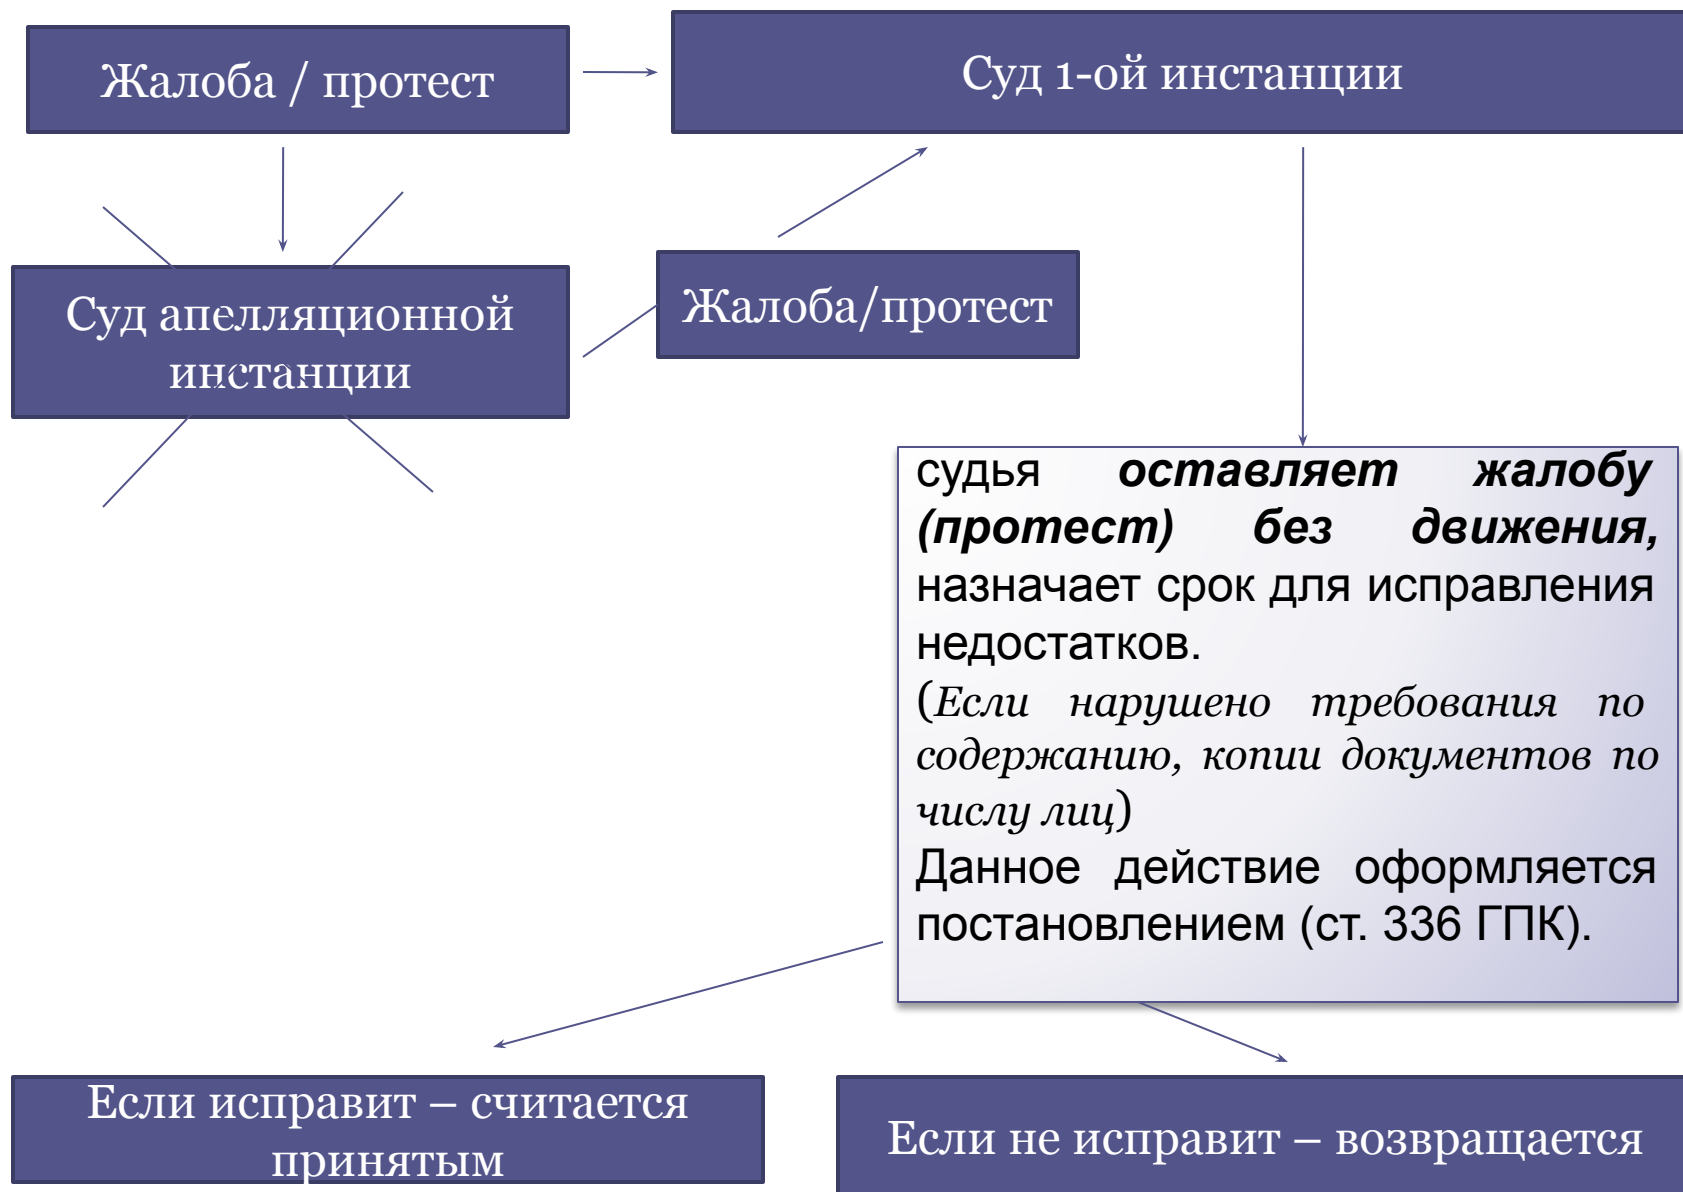 Жалоба / протест
Суд 1-ой инстанции
Суд апелляционной
инстанции
Жалоба/протест
судья оставляет жалобу
(протест) без движения,
назначает срок для исправления
недостатков.
(Если нарушено требования по
содержанию, копии документов по
числу лиц)
Данное действие оформляется
постановлением (ст. 336 ГПК).
Если исправит – считается
принятым
Если не исправит – возвращается